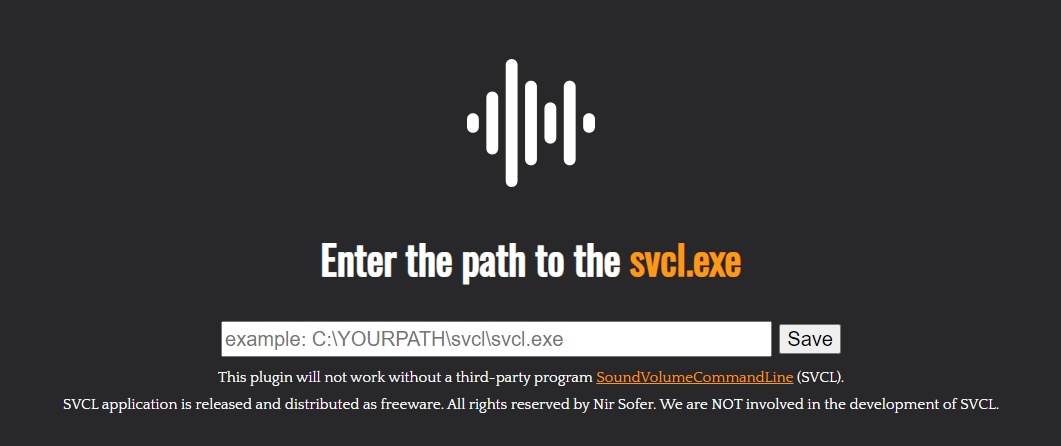 Enter the path to the svcl.exe
example: C:\YOURPATH\svcl\svcl.exe
Save
This plugin will not work without a third-party program SoundVolumeCommandLine (SVCL).
SVCL application is released and distributed as freeware. All rights reserved by Nir Sofer. We are NOT involved in the development of SVCL.